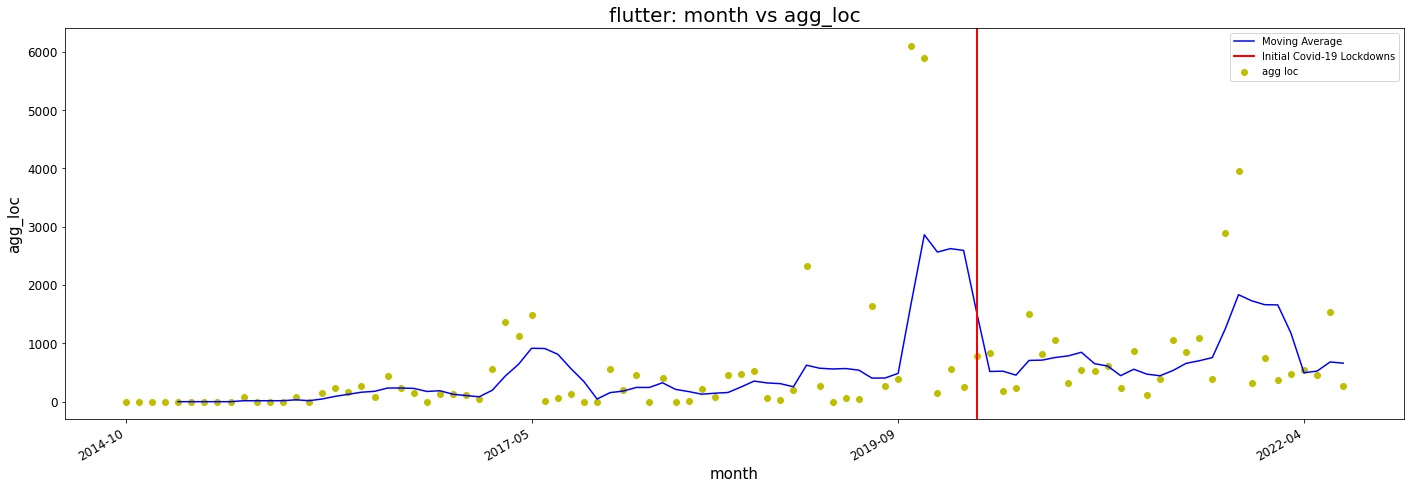 flutter: month vs agg_loc
Moving Average
Initial Covid-19 Lockdowns
agg loc
agg_loc
6000
5000
4000
3000
2000
1000
0
2014-10
2017-05
2019-09
2022-04
month